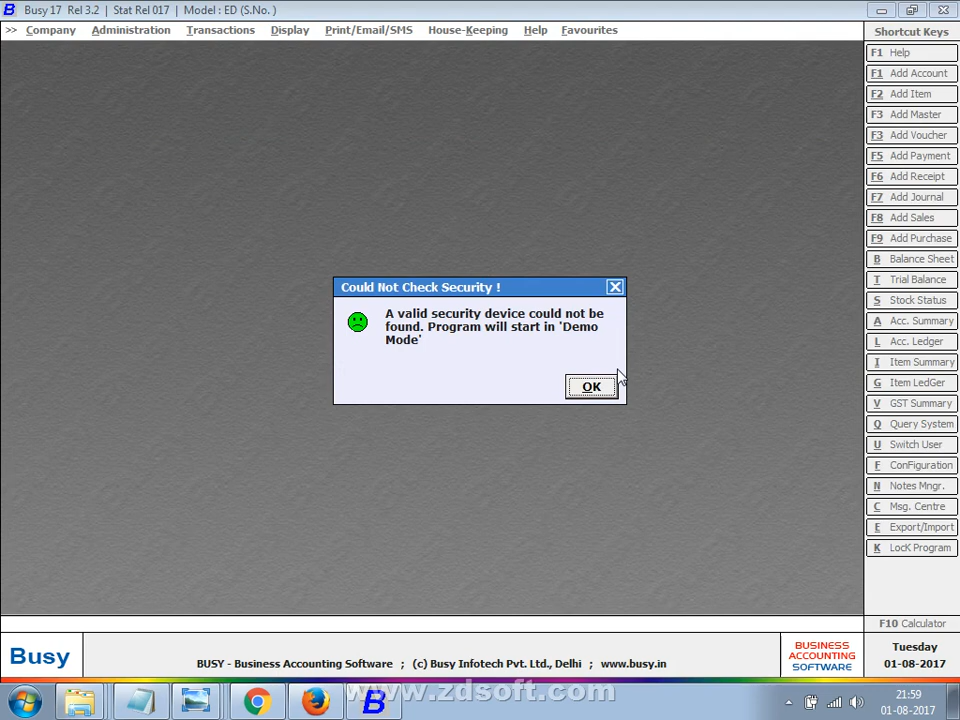 Busy 17 Rel 3.2 | Stat Rel 017 | Model : ED (S.No. )
>> Company Administration Transactions Display Print/Email/SMS House-Keeping Help Favourites
Shortcut Keys
F1 Help
F1 Add Account
F2 Add Item
F3 Add Master
F3 Add Voucher
F5 Add Payment
F6 Add Receipt
F7 Add Journal
F8 Add Sales
F9 Add Purchase
B Balance Sheet
T Trial Balance
S Stock Status
A Acc. Summary
L Acc. Ledger
I Item Summary
G Item LedGer
V GST Summary
Q Query System
U Switch User
F ConFiguration
N Notes Mngr.
C Msg. Centre
E Export/Import
K LocK Program
F10 Calculator
Could Not Check Security !
A valid security device could not be
found. Program will start in 'Demo
Mode'
OK
Busy
BUSY - Business Accounting Software ; (c) Busy Infotech Pvt. Ltd., Delhi ; www.busy.in
BUSINESS
ACCOUNTING
SOFTWARE
Tuesday
01-08-2017
www.zdsoft.com
21:59
01-08-2017